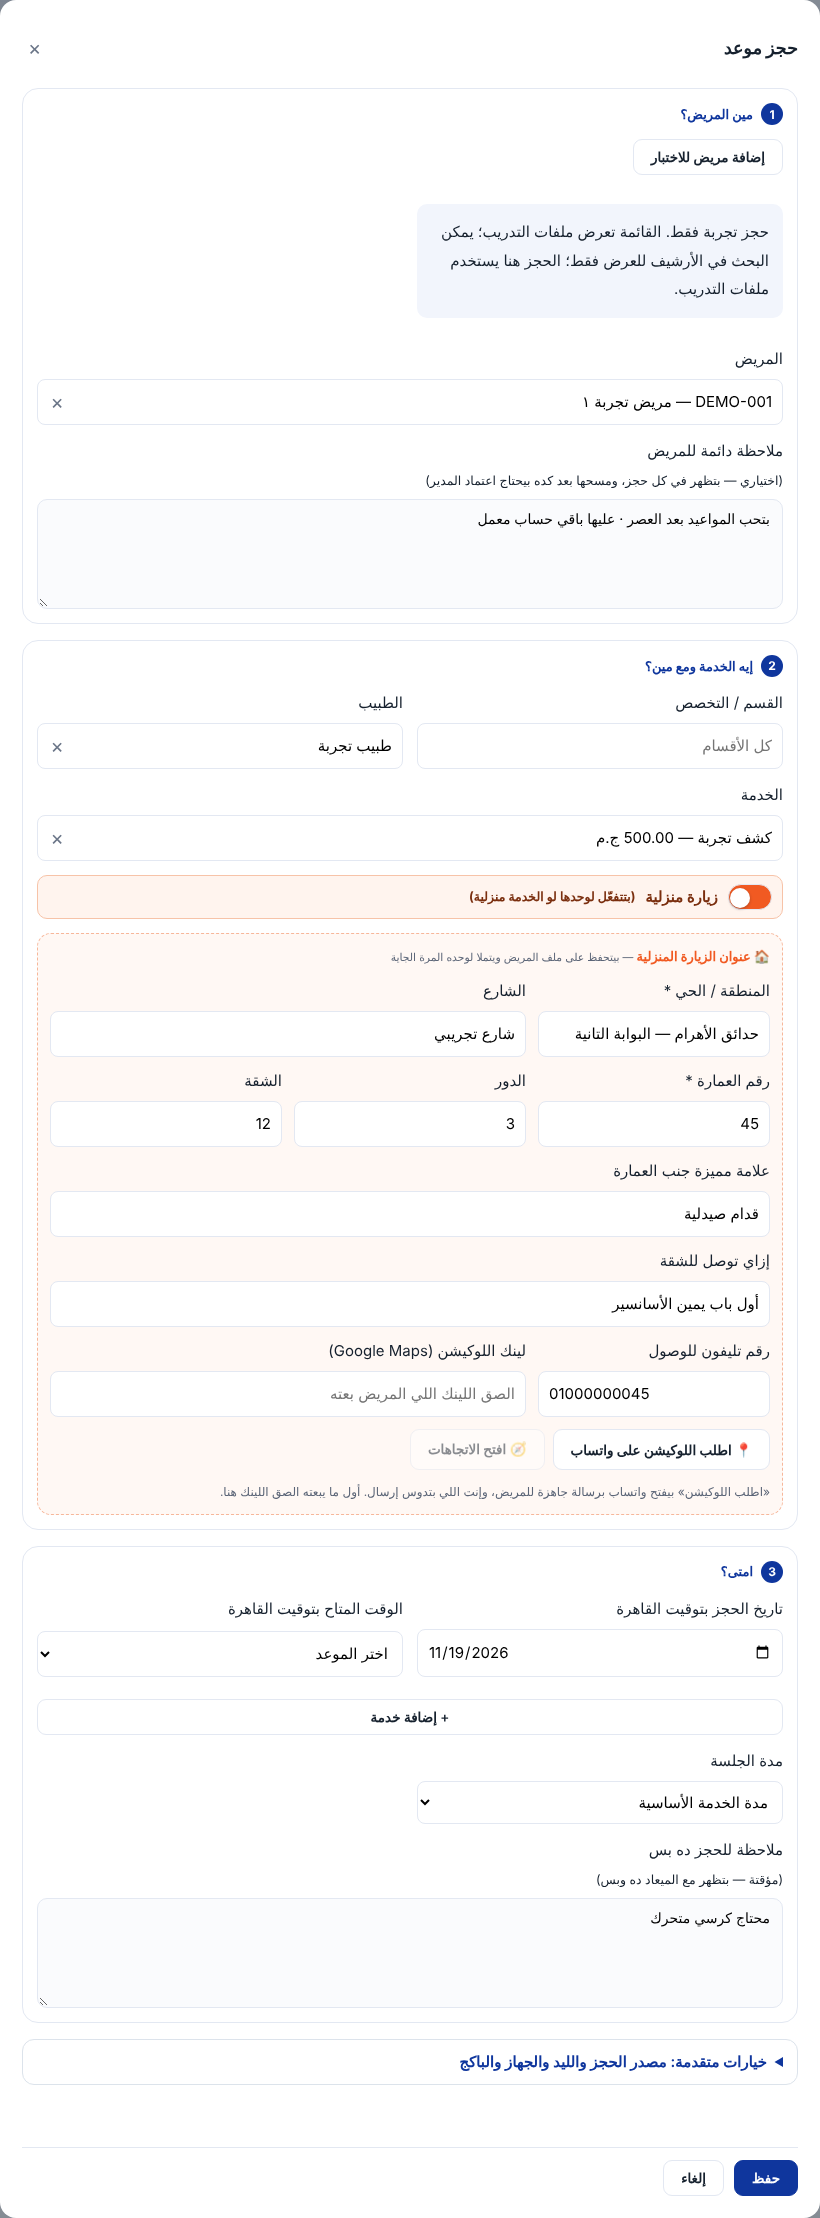 حجز موعد
×
1 مين المريض؟
إضافة مريض للاختبار
حجز تجربة فقط. القائمة تعرض ملفات التدريب؛ يمكن
البحث في الأرشيف للعرض فقط؛ الحجز هنا يستخدم
ملفات التدريب.
المريض
DEMO-001 — مريض تجربة ١ ×
ملاحظة دائمة للمريض
(اختياري — بتظهر في كل حجز، ومسحها بعد كده بيحتاج اعتماد المدير)
بتحب المواعيد بعد العصر · عليها باقي حساب معمل
2 إيه الخدمة ومع مين؟
القسم / التخصص الطبيب
كل الأقسام طبيب تجربة ×
الخدمة
كشف تجربة — 500.00 ج.م ×
زيارة منزلية (بتتفعّل لوحدها لو الخدمة منزلية)
🏠 عنوان الزيارة المنزلية — بيتحفظ على ملف المريض ويتملا لوحده المرة الجاية
المنطقة / الحي * الشارع
حدائق الأهرام — البوابة التانية شارع تجريبي
رقم العمارة * الدور الشقة
45 3 12
علامة مميزة جنب العمارة
قدام صيدلية
إزاي توصل للشقة
أول باب يمين الأسانسير
رقم تليفون للوصول لينك اللوكيشن (Google Maps)
01000000045 الصق اللينك اللي المريض بعته
📍 اطلب اللوكيشن على واتساب 🧭 افتح الاتجاهات
«اطلب اللوكيشن» بيفتح واتساب برسالة جاهزة للمريض، وإنت اللي بتدوس إرسال. أول ما يبعته الصق اللينك هنا.
3 امتى؟
تاريخ الحجز بتوقيت القاهرة الوقت المتاح بتوقيت القاهرة
11/19/2026 اختر الموعد
+ إضافة خدمة
مدة الجلسة
مدة الخدمة الأساسية
ملاحظة للحجز ده بس
(مؤقتة — بتظهر مع الميعاد ده وبس)
محتاج كرسي متحرك
خيارات متقدمة: مصدر الحجز والليد والجهاز والباكج
حفظ إلغاء